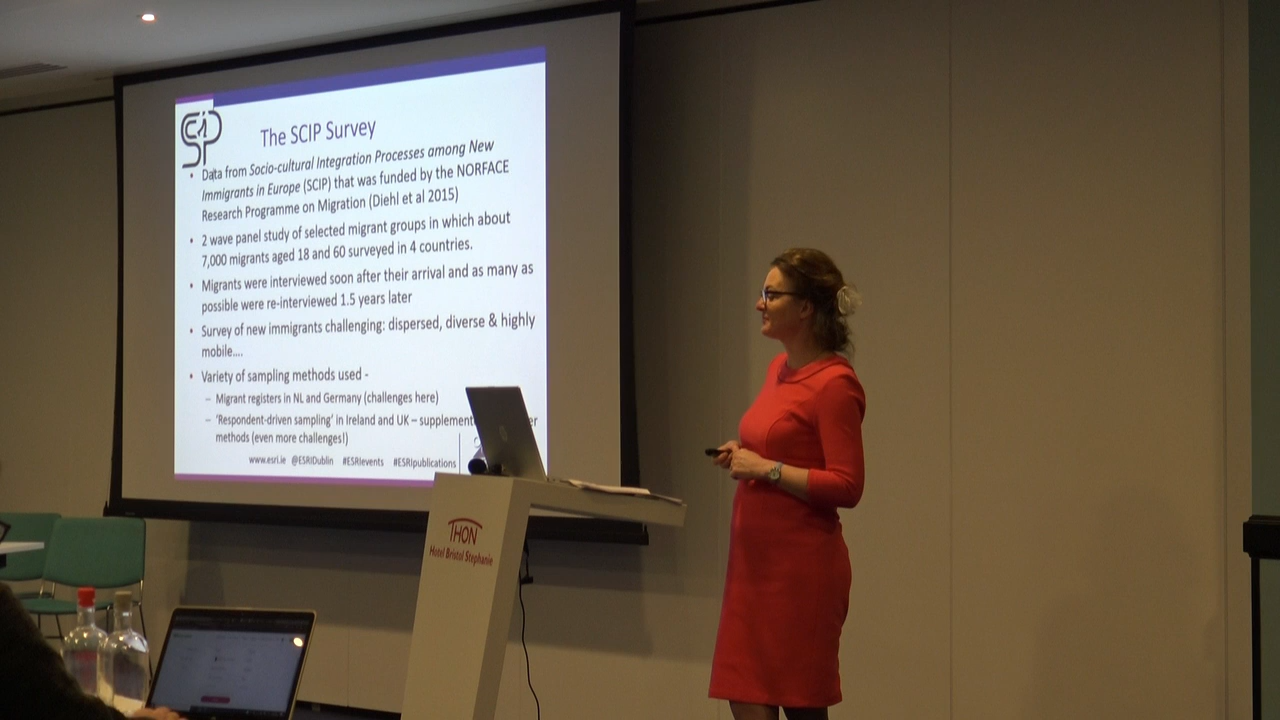 SCiP
The SCIP Survey
• Data from Socio-cultural Integration Processes among New
Immigrants in Europe (SCIP) that was funded by the NORFACE
Research Programme on Migration (Diehl et al 2015)
• 2 wave panel study of selected migrant groups in which about
7,000 migrants aged 18 and 60 surveyed in 4 countries.
• Migrants were interviewed soon after their arrival and as many as
possible were re-interviewed 1.5 years later
• Survey of new immigrants challenging: dispersed, diverse & highly
mobile....
• Variety of sampling methods used -
– Migrant registers in NL and Germany (challenges here)
– 'Respondent-driven sampling' in Ireland and UK –
methods (even more challenges!)
www.esri.ie @ESRIDublin #ESRIevents #ESRIpublications
THON
Hotel Bristol Stephanie